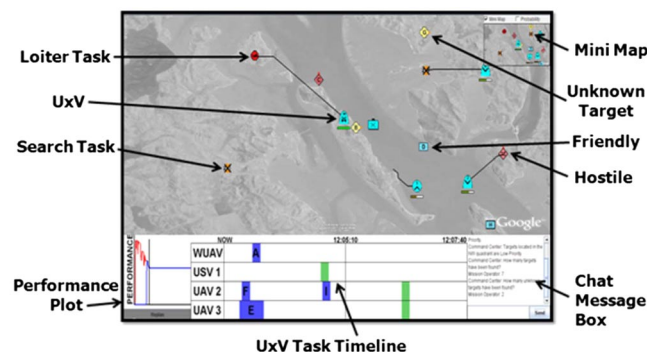 Mini Map
Probability
Loiter Task
Mini Map
G
C
UxV
A
Unknown
Target
Search Task
Friendly
Hostile
Google
NOW
12:05:10
12:07:40
PERFORMANCE
WUAV
A
USV 1
UAV 2
F
I
UAV 3
E
Priority
Command Center: Targets located in the
NW quadrant are Low Priority
Command Center: How many targets
have been found?
Mission Operator: 7
Command Center: How many
targets have been found?
Mission Operator: 2
Send
Replan
Performance
Plot
Chat
Message
Box
UxV Task Timeline